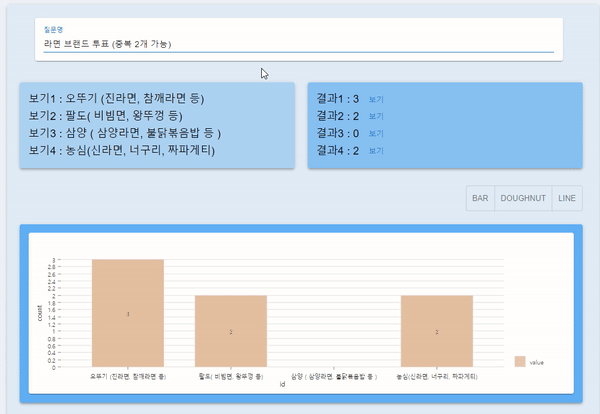 질문명
라면 브랜드 투표 (중복 2개 가능)
보기1 : 오뚜기 (진라면, 참깨라면 등)
보기2 : 팔도( 비빔면, 왕뚜껑 등)
보기3 : 삼양 ( 삼양라면, 불닭볶음밥 등 )
보기4 : 농심(신라면, 너구리, 짜파게티)
결과1 : 3 보기
결과2 : 2 보기
결과3 : 0 보기
결과4 : 2 보기
BAR DOUGHNUT LINE
3
2.8
2.6
2.4
2.2
2
1.8
1.6
1.4
1.2
1
0.8
0.6
0.4
0.2
0
count
3
2
2
오뚜기 (진라면, 참깨라면 등)
팔도( 비빔면, 왕뚜껑 등)
삼양 ( 삼양라면, 불닭볶음밥 등 )
농심(신라면, 너구리, 짜파게티)
id
value